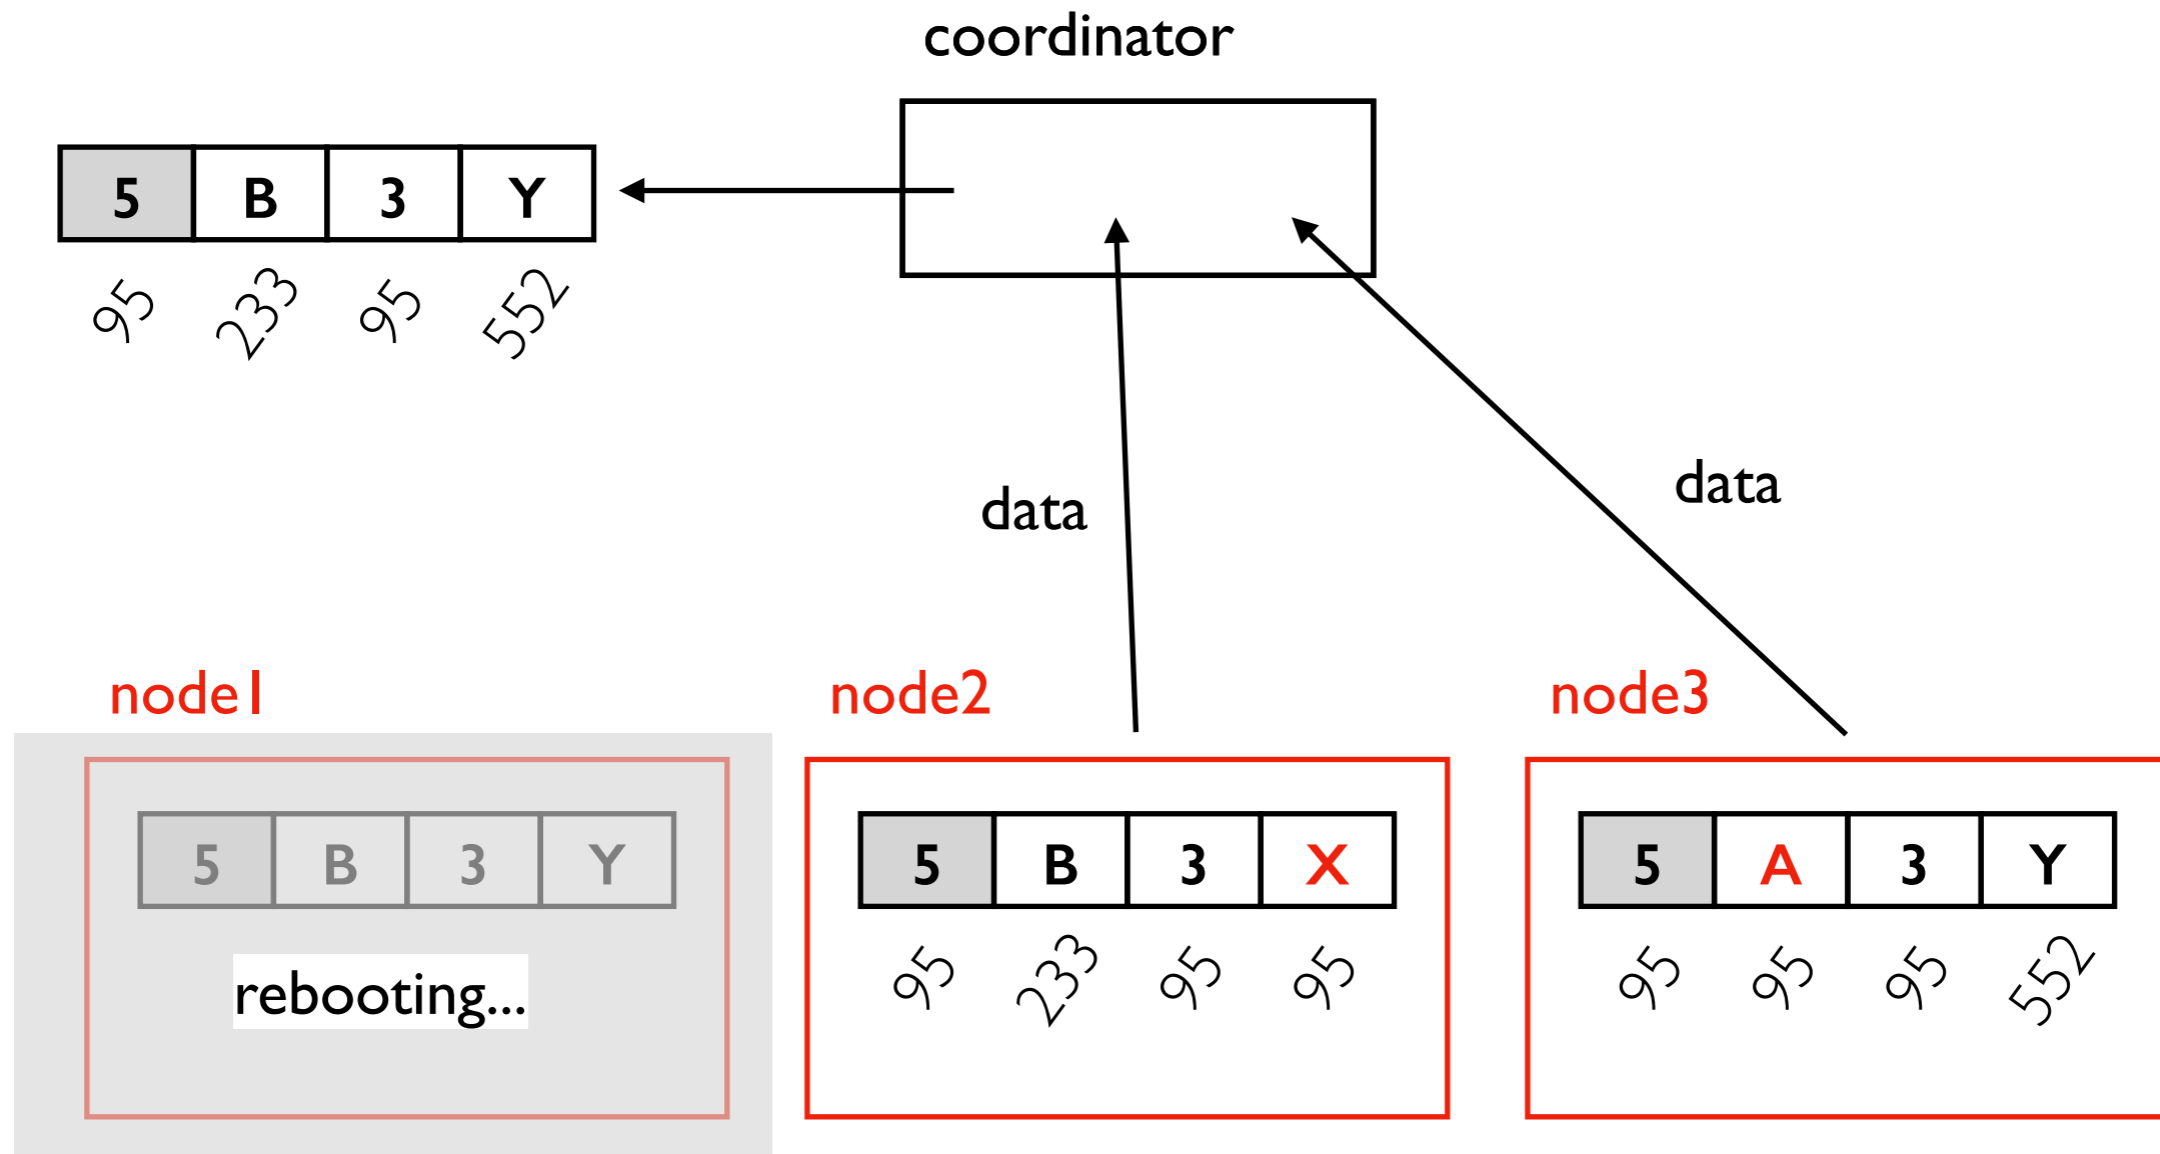 coordinator
5 B 3 Y
95 233 95 552
data
data
node1
node2
node3
5 B 3 Y
5 B 3 X
5 A 3 Y
rebooting...
95 233 95 95
95 95 95 552